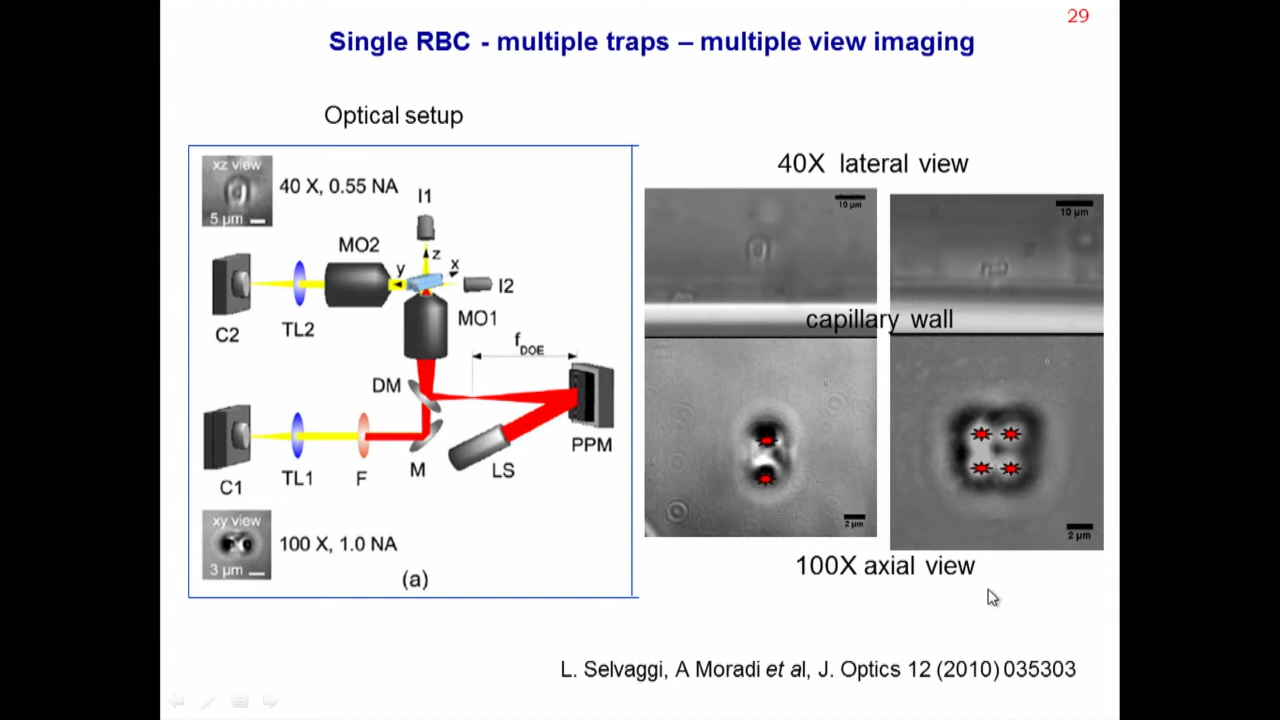 29
Single RBC - multiple traps – multiple view imaging
Optical setup
xz view
5 µm
40 X, 0.55 NA
I1
MO2
z
x
y
I2
C2
TL2
MO1
fDOE
DM
PPM
C1
TL1
F
M
LS
xy view
3 µm
100 X, 1.0 NA
(a)
40X lateral view
10 µm
10 µm
capillary wall
2 µm
2 µm
100X axial view
L. Selvaggi, A Moradi et al, J. Optics 12 (2010) 035303